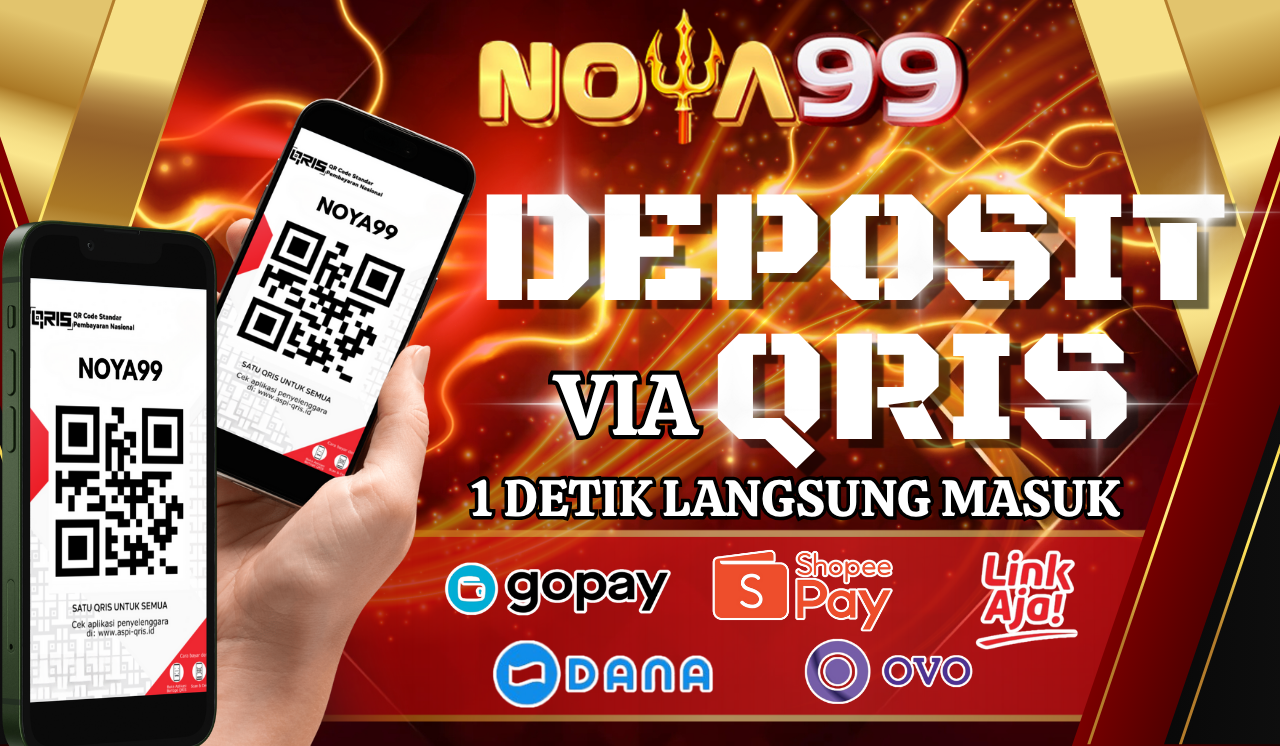 NOYA99
DEPOSIT
VIA QRIS
1 DETIK LANGSUNG MASUK
gopay
Shopee
Pay
Link
Aja!
DANA
OVO
QRIS QR Code Standar
Pembayaran Nasional
NOYA99
SATU QRIS UNTUK SEMUA
Cek aplikasi penyelenggara
di: www.aspi-qris.id
QRIS QR Code Standar
Pembayaran Nasional
NOYA99
SATU QRIS UNTUK SEMUA
Cek aplikasi penyelenggara
di: www.aspi-qris.id